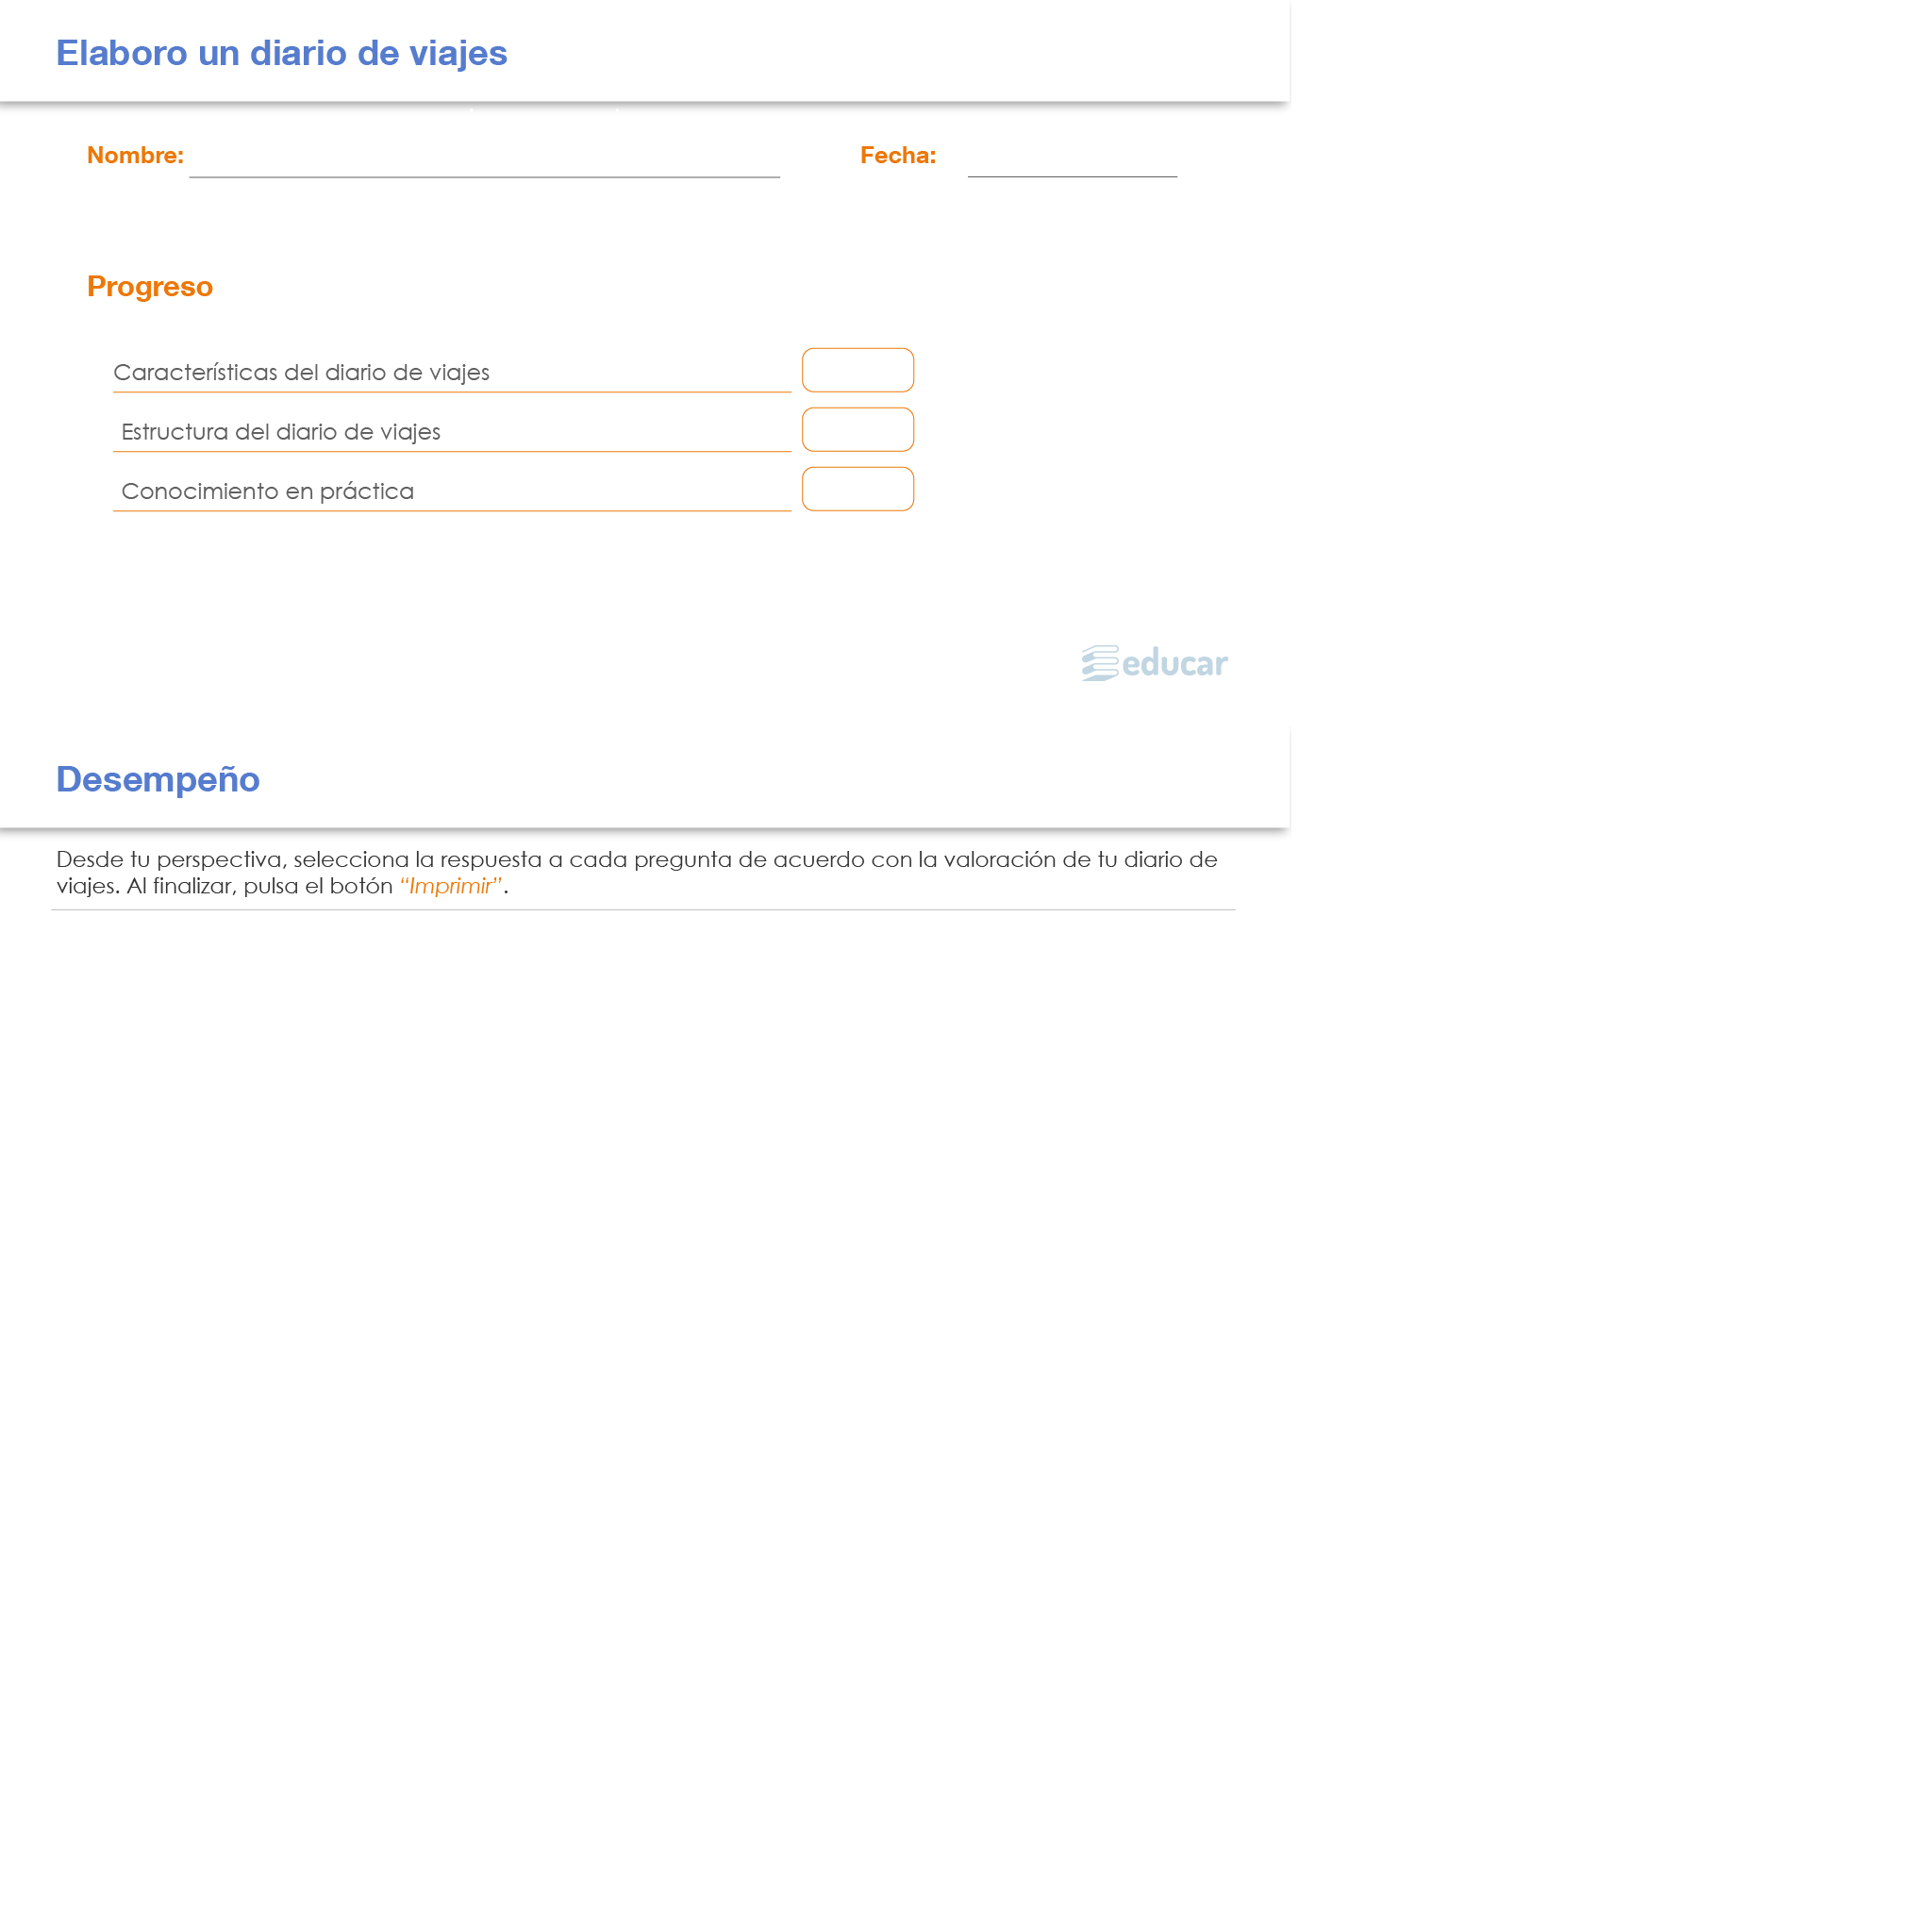 Elaboro un diario de viajes
Nombre: Fecha:
Progreso
Características del diario de viajes
Estructura del diario de viajes
Conocimiento en práctica
educar
Desempeño
Desde tu perspectiva, selecciona la respuesta a cada pregunta de acuerdo con la valoración de tu diario de
viajes. Al finalizar, pulsa el botón “Imprimir”.